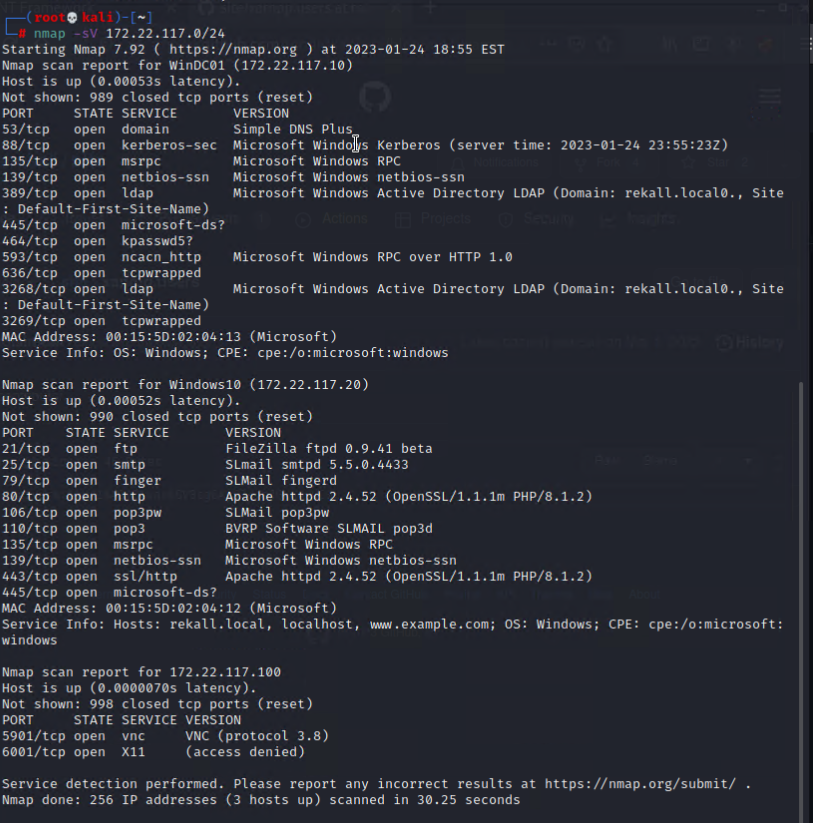 (root💀kali)-[~]
# nmap -sV 172.22.117.0/24
Starting Nmap 7.92 ( https://nmap.org ) at 2023-01-24 18:55 EST
Nmap scan report for WinDC01 (172.22.117.10)
Host is up (0.00053s latency).
Not shown: 989 closed tcp ports (reset)
PORT     STATE SERVICE       VERSION
53/tcp   open  domain        Simple DNS Plus
88/tcp   open  kerberos-sec  Microsoft Windows Kerberos (server time: 2023-01-24 23:55:23Z)
135/tcp  open  msrpc         Microsoft Windows RPC
139/tcp  open  netbios-ssn   Microsoft Windows netbios-ssn
389/tcp  open  ldap          Microsoft Windows Active Directory LDAP (Domain: rekall.local0., Site
: Default-First-Site-Name)
445/tcp  open  microsoft-ds?
464/tcp  open  kpasswd5?
593/tcp  open  ncacn_http    Microsoft Windows RPC over HTTP 1.0
636/tcp  open  tcpwrapped
3268/tcp open  ldap          Microsoft Windows Active Directory LDAP (Domain: rekall.local0., Site
: Default-First-Site-Name)
3269/tcp open  tcpwrapped
MAC Address: 00:15:5D:02:04:13 (Microsoft)
Service Info: OS: Windows; CPE: cpe:/o:microsoft:windows
Nmap scan report for Windows10 (172.22.117.20)
Host is up (0.00052s latency).
Not shown: 990 closed tcp ports (reset)
PORT    STATE SERVICE       VERSION
21/tcp  open  ftp           FileZilla ftpd 0.9.41 beta
25/tcp  open  smtp          SLmail smtpd 5.5.0.4433
79/tcp  open  finger        SLMail fingerd
80/tcp  open  http          Apache httpd 2.4.52 (OpenSSL/1.1.1m PHP/8.1.2)
106/tcp open  pop3pw        SLMail pop3pw
110/tcp open  pop3          BVRP Software SLMAIL pop3d
135/tcp open  msrpc         Microsoft Windows RPC
139/tcp open  netbios-ssn   Microsoft Windows netbios-ssn
443/tcp open  ssl/http      Apache httpd 2.4.52 (OpenSSL/1.1.1m PHP/8.1.2)
445/tcp open  microsoft-ds?
MAC Address: 00:15:5D:02:04:12 (Microsoft)
Service Info: Hosts: rekall.local, localhost, www.example.com; OS: Windows; CPE: cpe:/o:microsoft:
windows
Nmap scan report for 172.22.117.100
Host is up (0.0000070s latency).
Not shown: 998 closed tcp ports (reset)
PORT     STATE SERVICE VERSION
5901/tcp open  vnc     VNC (protocol 3.8)
6001/tcp open  X11     (access denied)
Service detection performed. Please report any incorrect results at https://nmap.org/submit/ .
Nmap done: 256 IP addresses (3 hosts up) scanned in 30.25 seconds